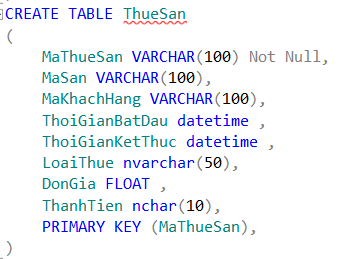 CREATE TABLE ThueSan
(
MaThueSan VARCHAR(100) Not Null,
MaSan VARCHAR(100),
MaKhachHang VARCHAR(100),
ThoiGianBatDau datetime ,
ThoiGianKetThuc datetime ,
LoaiThue nvarchar(50),
DonGia FLOAT ,
ThanhTien nchar(10),
PRIMARY KEY (MaThueSan),
)